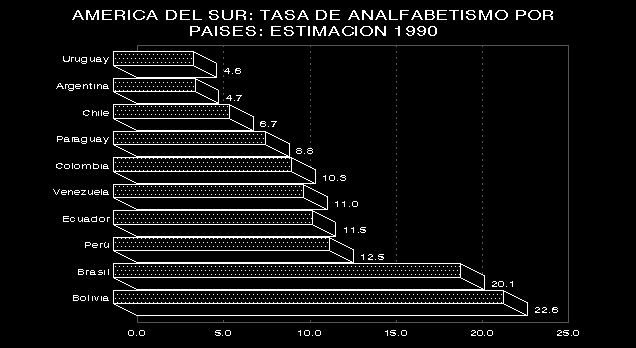 AMERICA DEL SUR: TASA DE ANALFABETISMO POR
PAISES: ESTIMACION 1990
Uruguay 4.6
Argentina 4.7
Chile 6.7
Paraguay 8.8
Colombia 10.3
Venezuela 11.0
Ecuador 11.5
Perú 12.5
Brasil 20.1
Bolivia 22.6
0.0 5.0 10.0 15.0 20.0 25.0